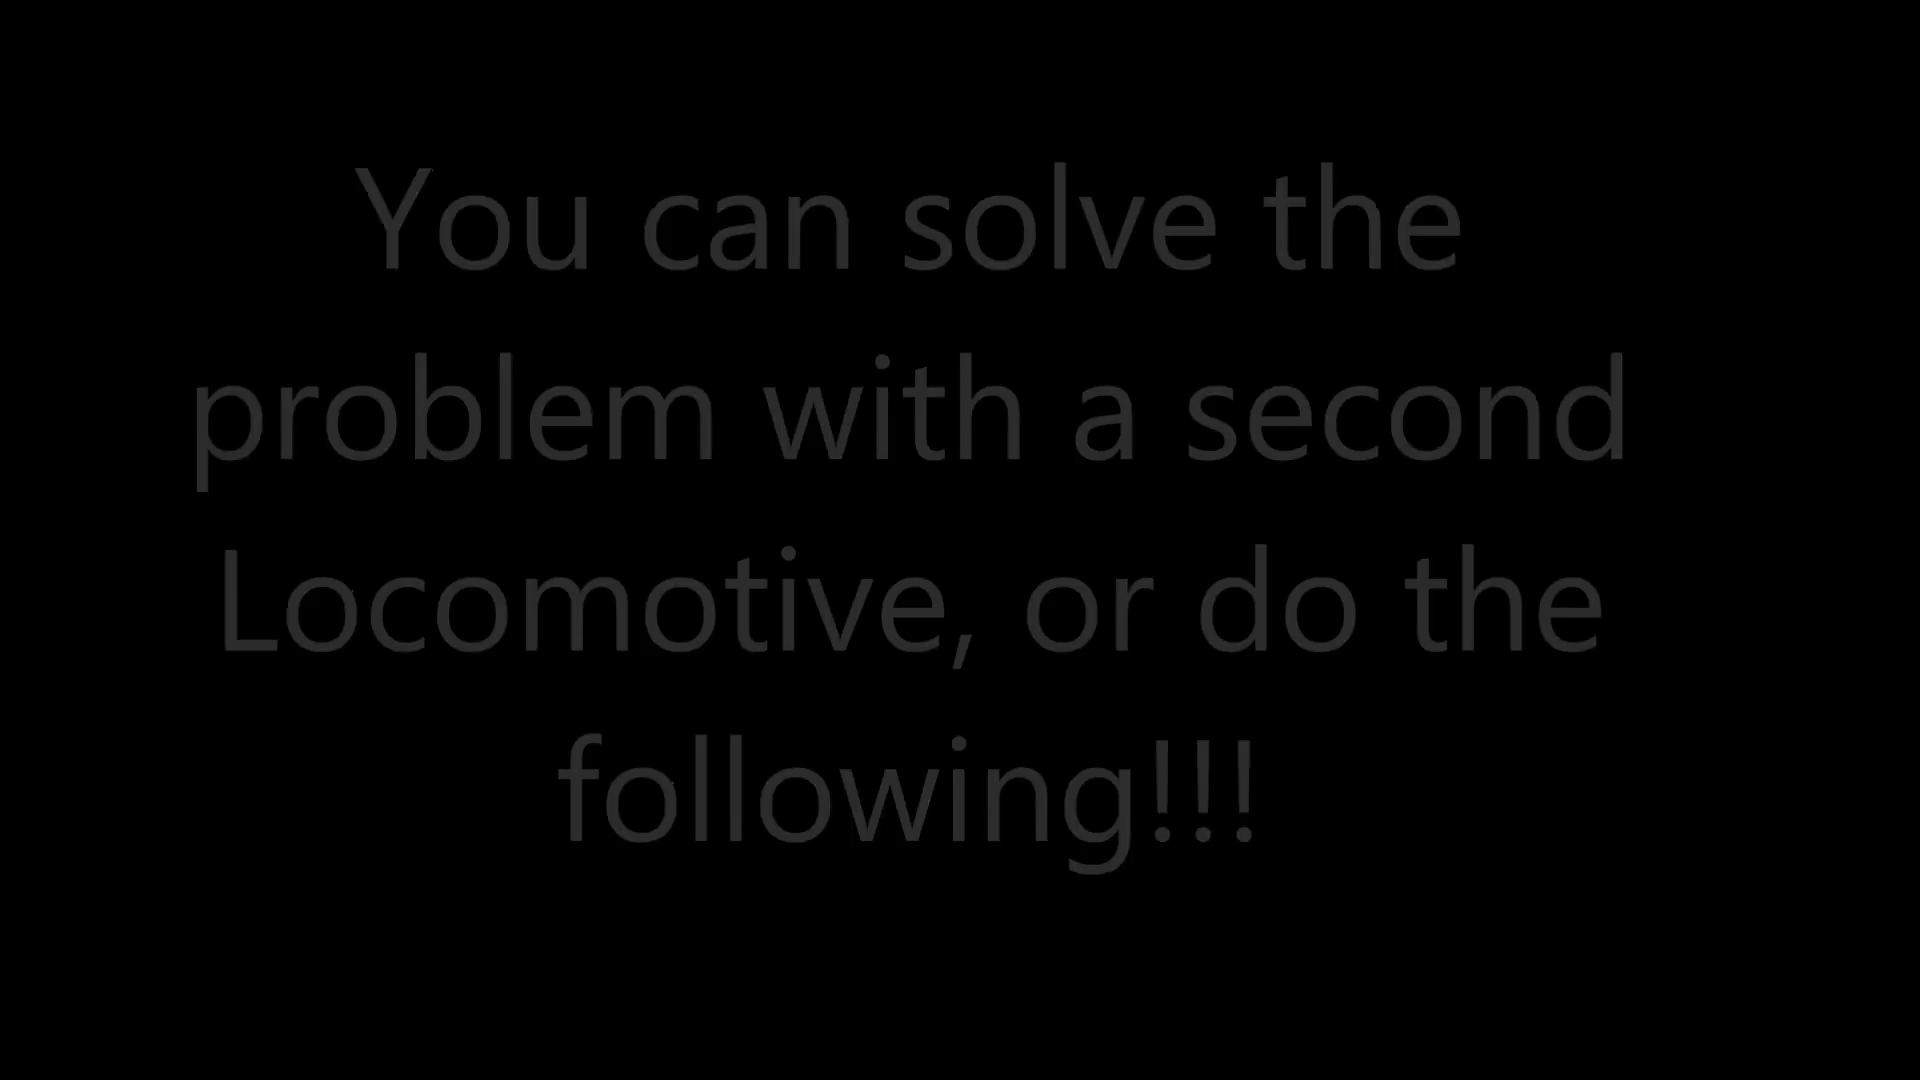 You can solve the
problem with a second
Locomotive, or do the
following!!!